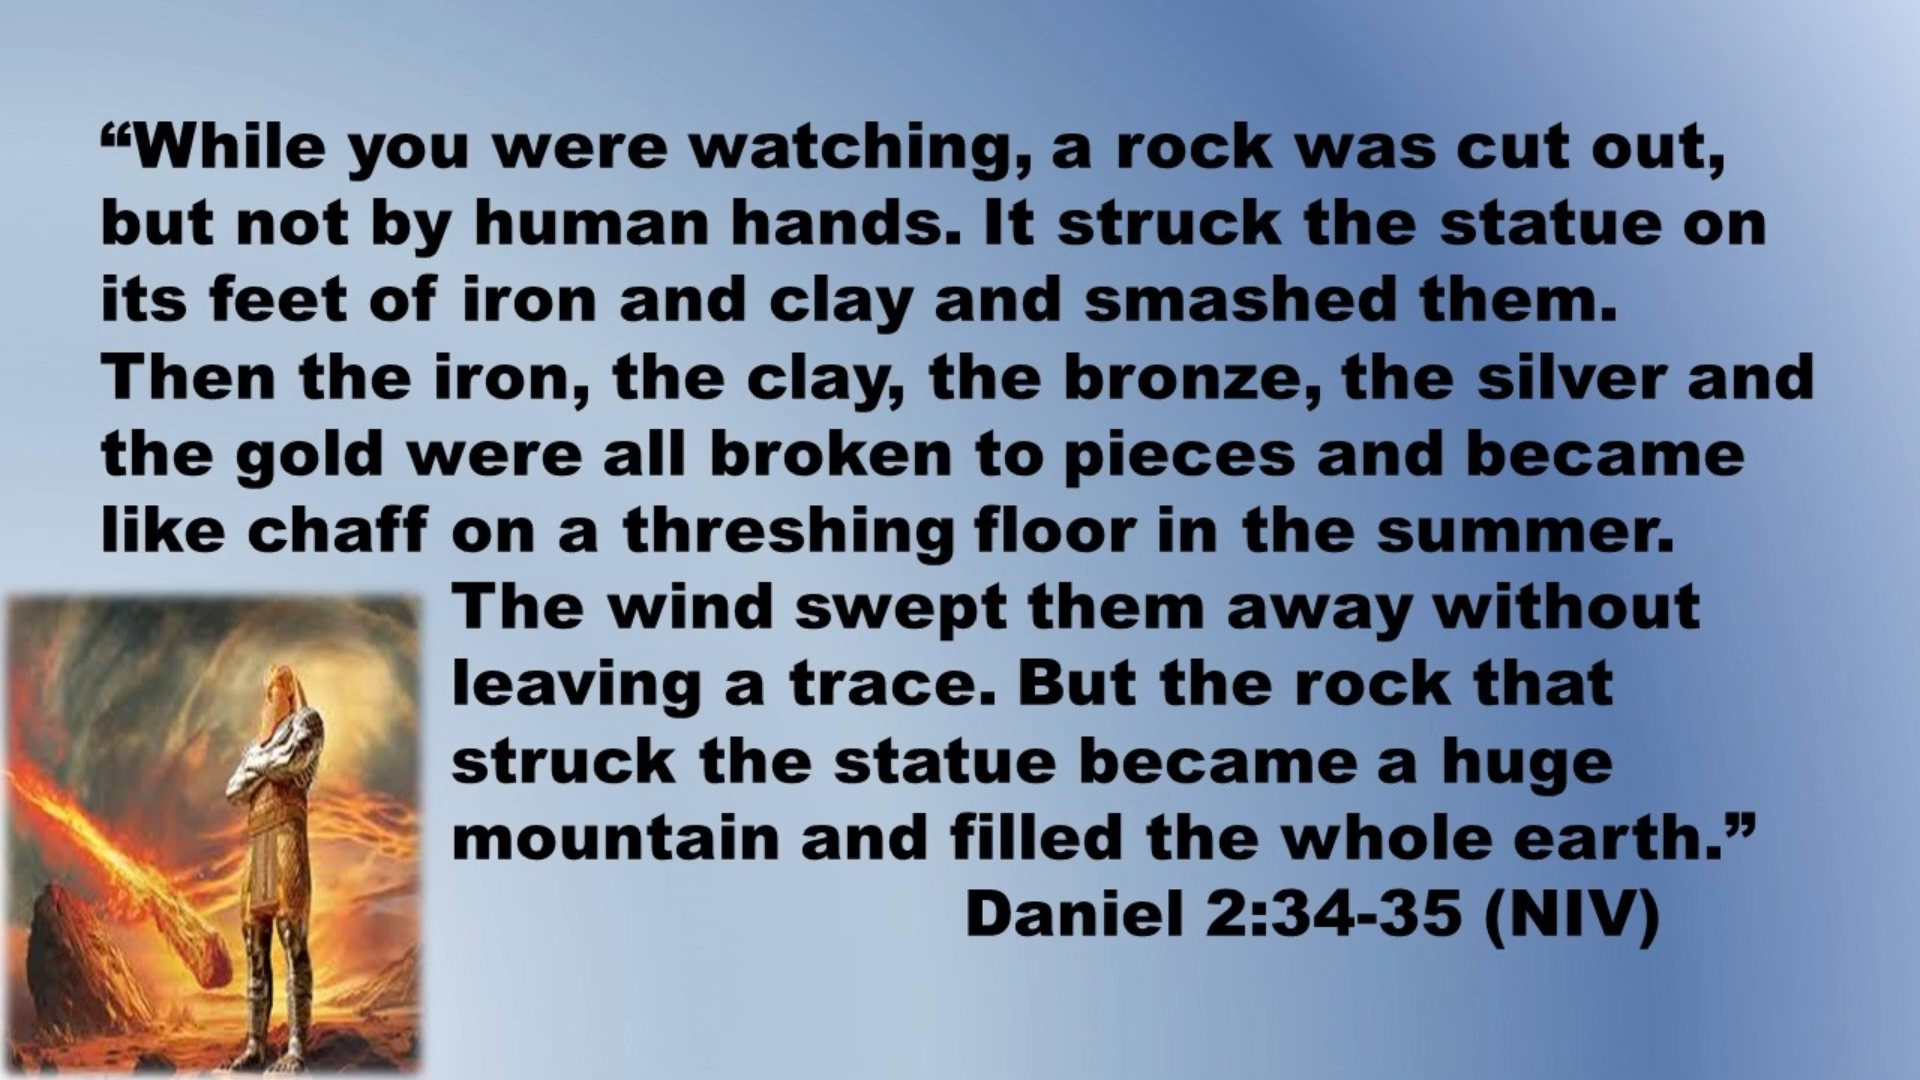 “While you were watching, a rock was cut out,
but not by human hands. It struck the statue on
its feet of iron and clay and smashed them.
Then the iron, the clay, the bronze, the silver and
the gold were all broken to pieces and became
like chaff on a threshing floor in the summer.
The wind swept them away without
leaving a trace. But the rock that
struck the statue became a huge
mountain and filled the whole earth.”
Daniel 2:34-35 (NIV)